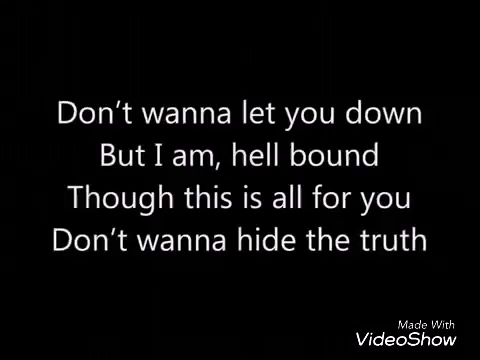 Don’t wanna let you down
But I am, hell bound
Though this is all for you
Don’t wanna hide the truth
Made With
VideoShow